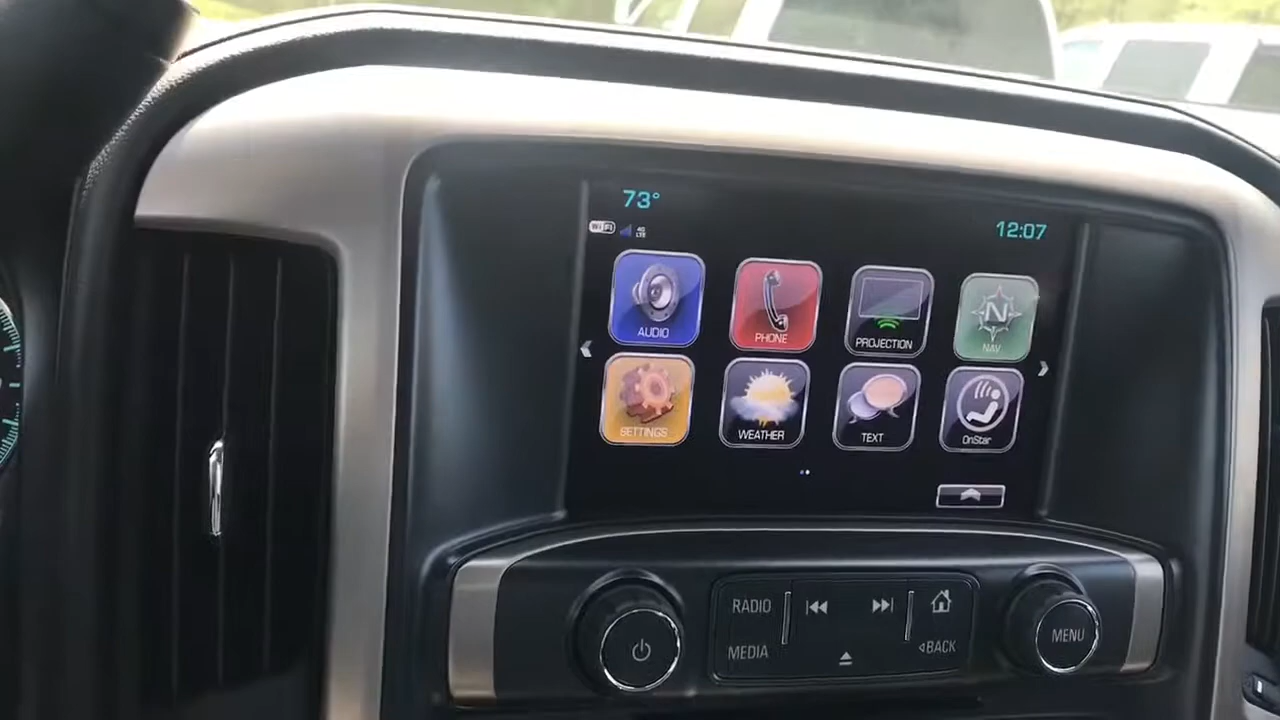 73°
WiFi 4G LTE
12:07
AUDIO
PHONE
PROJECTION
N
NAV
SETTINGS
WEATHER
TEXT
OnStar
RADIO
MEDIA
BACK
MENU